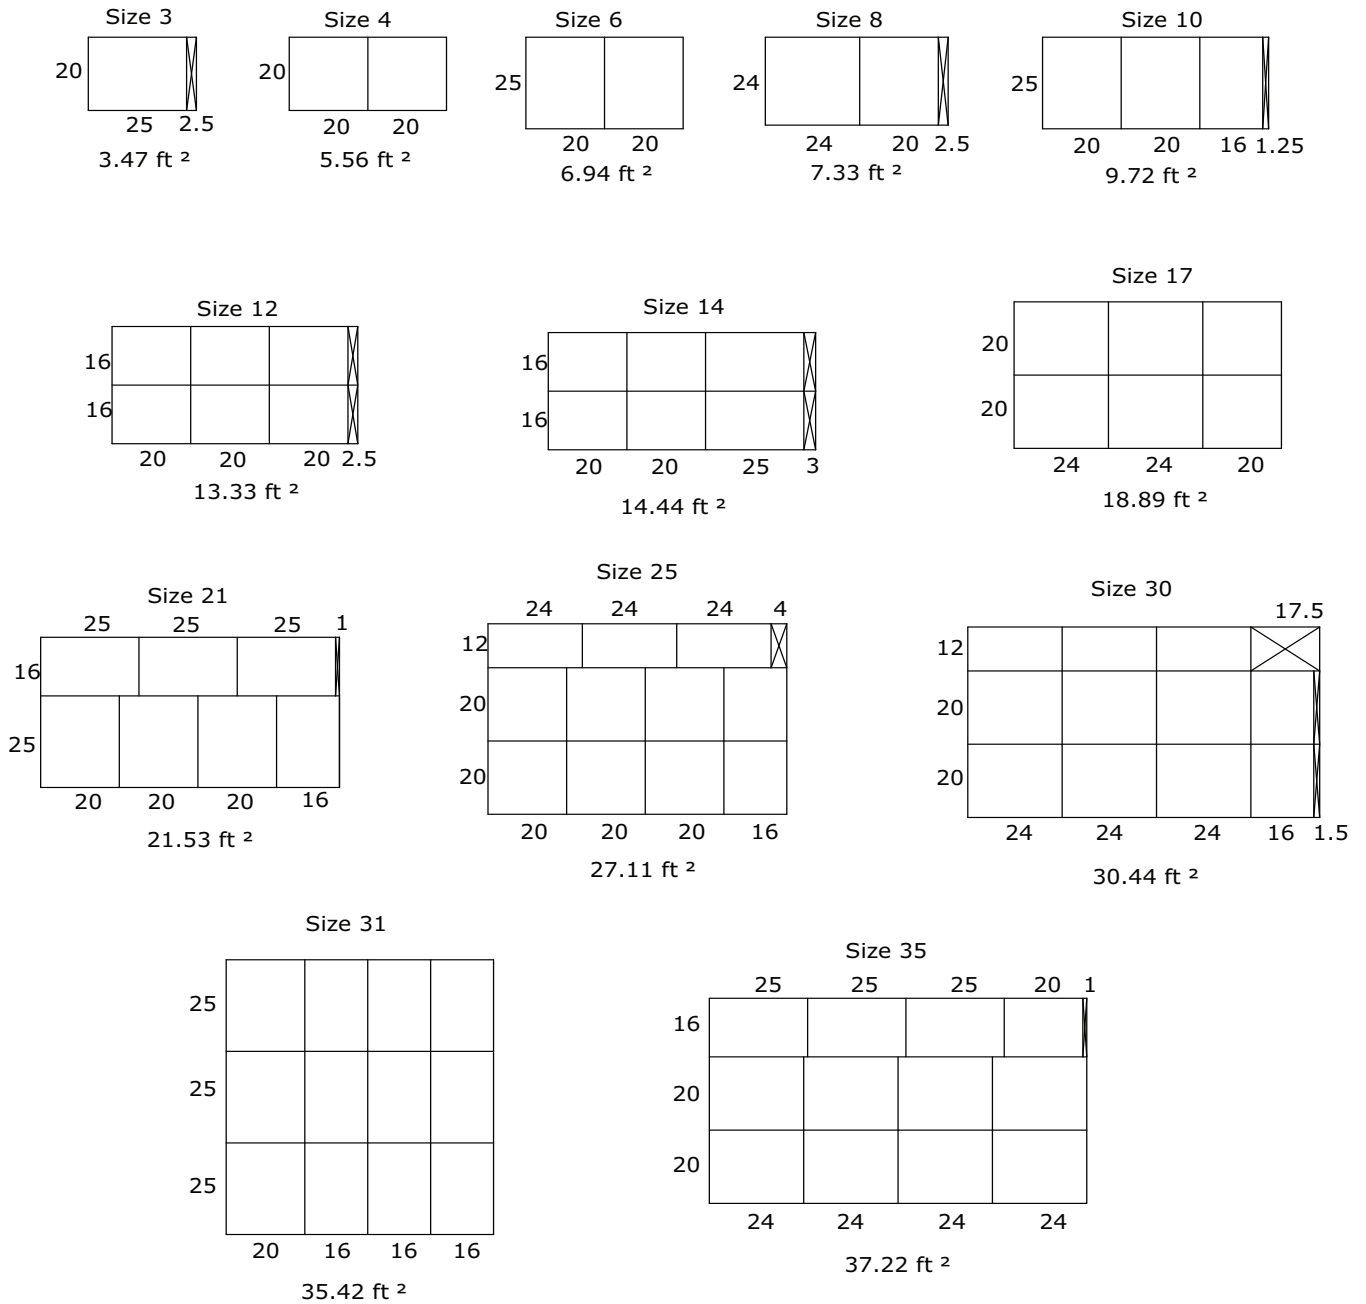 Size 3
20
25 2.5
3.47 ft ²
Size 4
20
20 20
5.56 ft ²
Size 6
25
20 20
6.94 ft ²
Size 8
24
24 20 2.5
7.33 ft ²
Size 10
25
20 20 16 1.25
9.72 ft ²
Size 12
16
16
20 20 20 2.5
13.33 ft ²
Size 14
16
16
20 20 25 3
14.44 ft ²
Size 17
20
20
24 24 20
18.89 ft ²
Size 21
25 25 25 1
16
25
20 20 20 16
21.53 ft ²
Size 25
24 24 24 4
12
20
20
20 20 20 16
27.11 ft ²
Size 30
17.5
12
20
20
24 24 24 16 1.5
30.44 ft ²
Size 31
25
25
25
20 16 16 16
35.42 ft ²
Size 35
25 25 25 20 1
16
20
20
24 24 24 24
37.22 ft ²